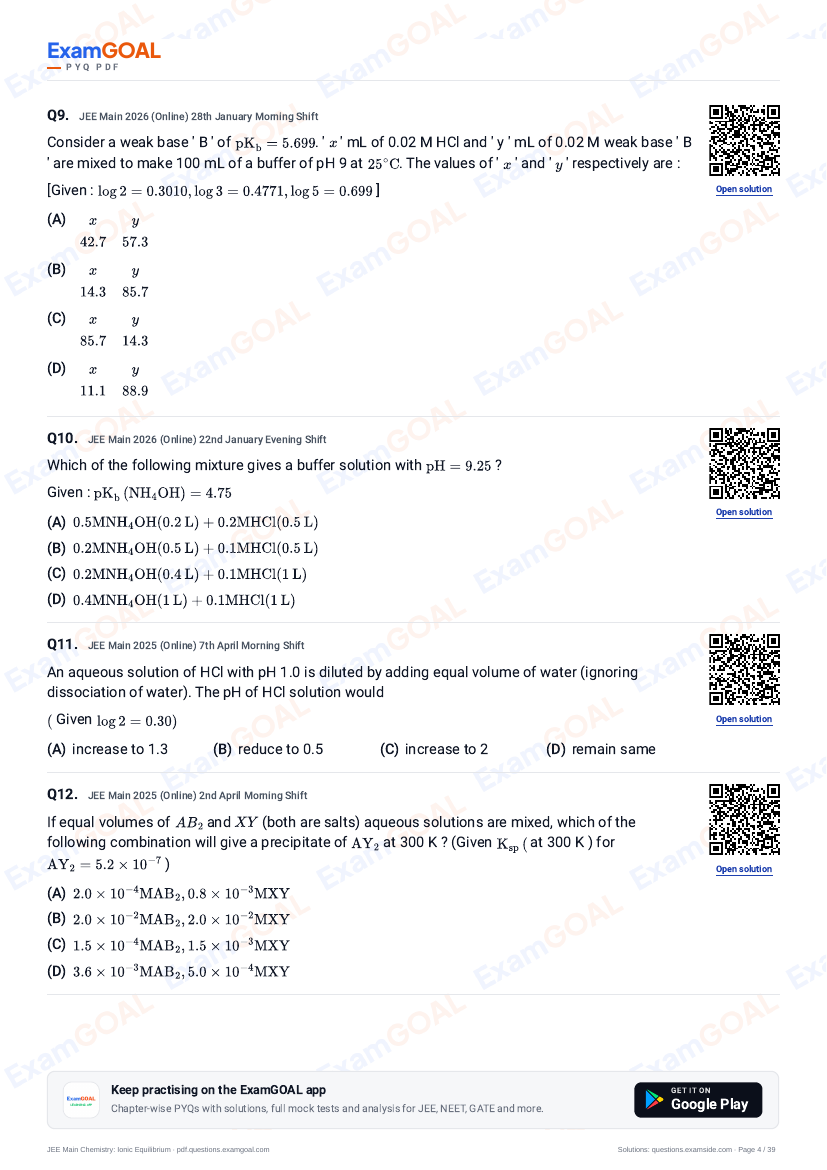 ExamGOAL
PYQ PDF
Q9. JEE Main 2026 (Online) 28th January Morning Shift
Consider a weak base ' B ' of pK_b = 5.699. ' x ' mL of 0.02 M HCl and ' y ' mL of 0.02 M weak base ' B
' are mixed to make 100 mL of a buffer of pH 9 at 25°C. The values of ' x ' and ' y ' respectively are :
[Given : log 2 = 0.3010, log 3 = 0.4771, log 5 = 0.699 ]
Open solution
(A) x y
42.7 57.3
(B) x y
14.3 85.7
(C) x y
85.7 14.3
(D) x y
11.1 88.9
Q10. JEE Main 2026 (Online) 22nd January Evening Shift
Which of the following mixture gives a buffer solution with pH = 9.25 ?
Given : pK_b (NH₄OH) = 4.75
Open solution
(A) 0.5MNH₄OH(0.2 L) + 0.2MHCl(0.5 L)
(B) 0.2MNH₄OH(0.5 L) + 0.1MHCl(0.5 L)
(C) 0.2MNH₄OH(0.4 L) + 0.1MHCl(1 L)
(D) 0.4MNH₄OH(1 L) + 0.1MHCl(1 L)
Q11. JEE Main 2025 (Online) 7th April Morning Shift
An aqueous solution of HCl with pH 1.0 is diluted by adding equal volume of water (ignoring
dissociation of water). The pH of HCl solution would
( Given log 2 = 0.30)
Open solution
(A) increase to 1.3 (B) reduce to 0.5 (C) increase to 2 (D) remain same
Q12. JEE Main 2025 (Online) 2nd April Morning Shift
If equal volumes of AB₂ and XY (both are salts) aqueous solutions are mixed, which of the
following combination will give a precipitate of AY₂ at 300 K ? (Given K_sp ( at 300 K ) for
AY₂ = 5.2 × 10⁻⁷ )
Open solution
(A) 2.0 × 10⁻⁴MAB₂, 0.8 × 10⁻³MXY
(B) 2.0 × 10⁻²MAB₂, 2.0 × 10⁻²MXY
(C) 1.5 × 10⁻⁴MAB₂, 1.5 × 10⁻³MXY
(D) 3.6 × 10⁻³MAB₂, 5.0 × 10⁻⁴MXY
Keep practising on the ExamGOAL app
Chapter-wise PYQs with solutions, full mock tests and analysis for JEE, NEET, GATE and more.
GET IT ON
Google Play
JEE Main Chemistry: Ionic Equilibrium · pdf.questions.examgoal.com
Solutions: questions.examside.com · Page 4 / 39